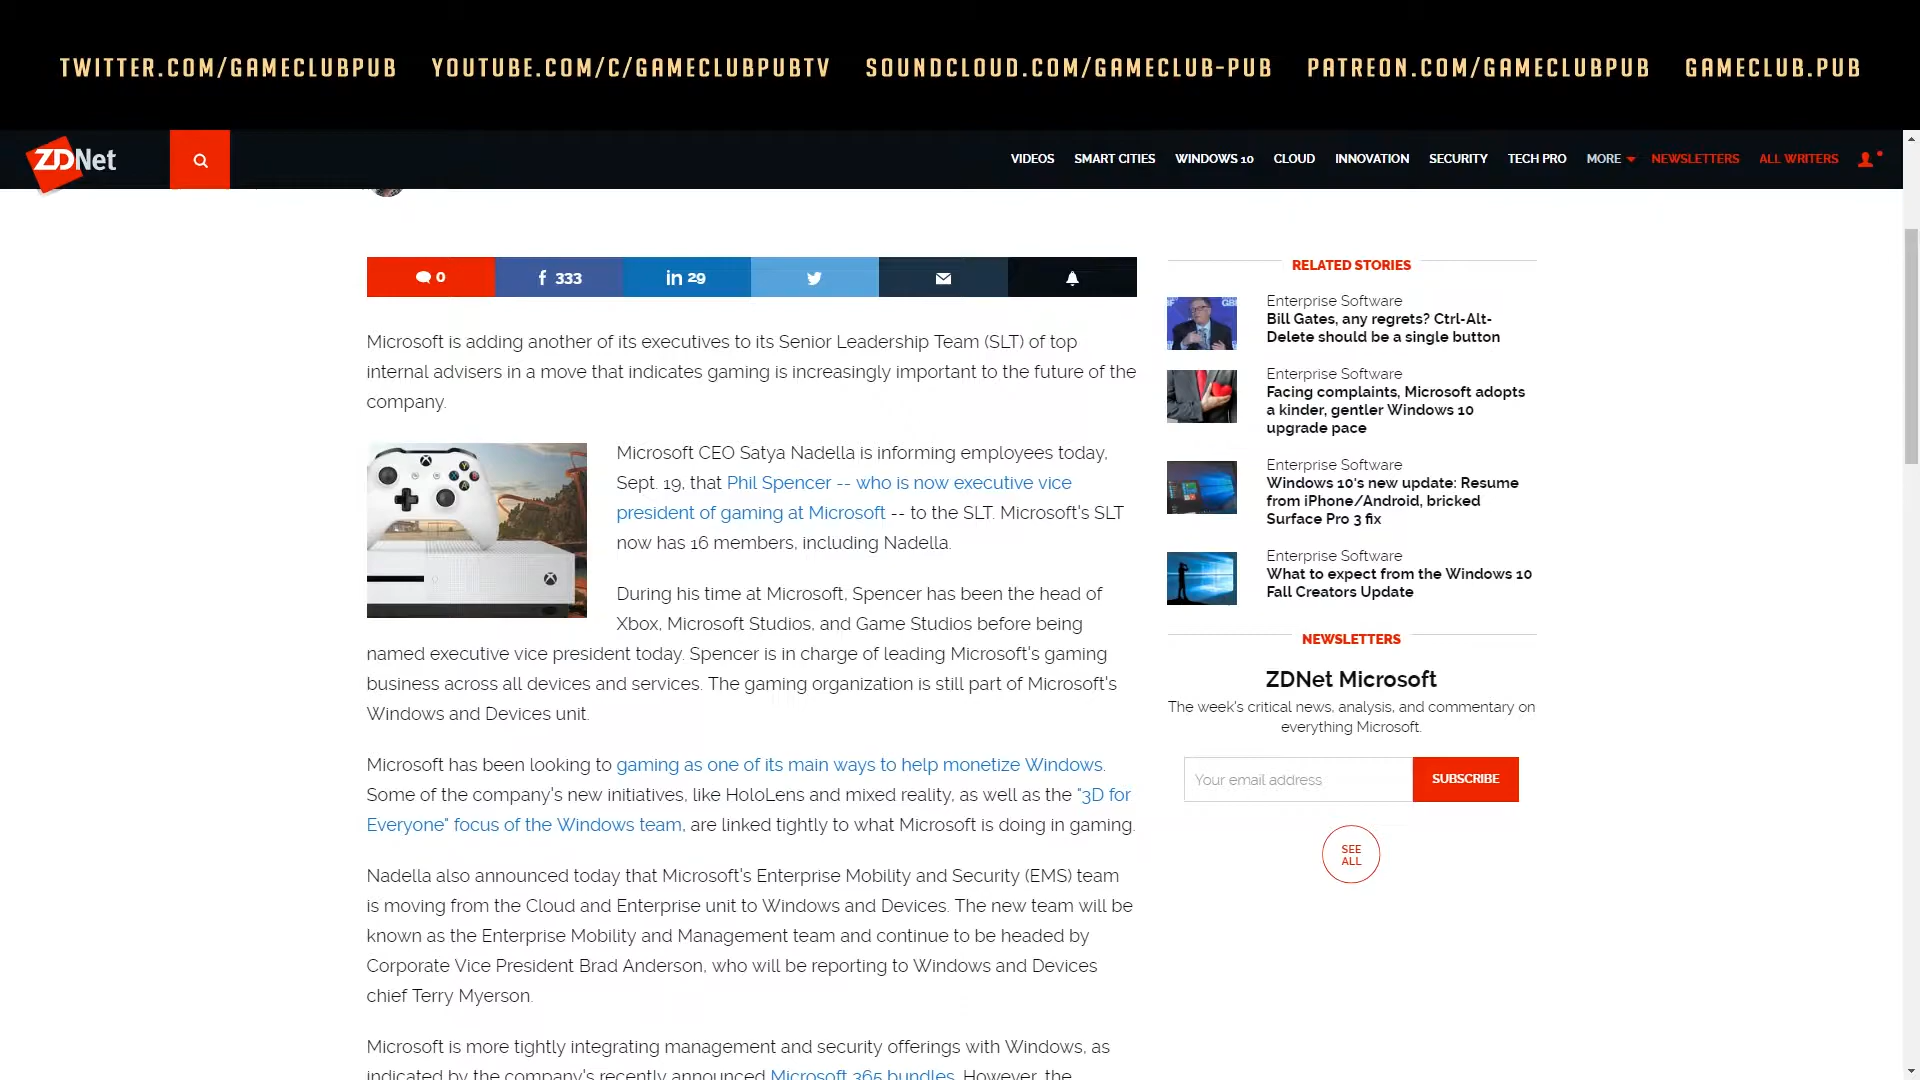 TWITTER.COM/GAMECLUBPUB YOUTUBE.COM/C/GAMECLUBPUBTV SOUNDCLOUD.COM/GAMECLUB-PUB PATREON.COM/GAMECLUBPUB GAMECLUB.PUB
ZDNet VIDEOS SMART CITIES WINDOWS 10 CLOUD INNOVATION SECURITY TECH PRO MORE NEWSLETTERS ALL WRITERS
0 333 29
Microsoft is adding another of its executives to its Senior Leadership Team (SLT) of top
internal advisers in a move that indicates gaming is increasingly important to the future of the
company.
Microsoft CEO Satya Nadella is informing employees today,
Sept. 19, that Phil Spencer -- who is now executive vice
president of gaming at Microsoft -- to the SLT. Microsoft's SLT
now has 16 members, including Nadella.
During his time at Microsoft, Spencer has been the head of
Xbox, Microsoft Studios, and Game Studios before being
named executive vice president today. Spencer is in charge of leading Microsoft's gaming
business across all devices and services. The gaming organization is still part of Microsoft's
Windows and Devices unit.
Microsoft has been looking to gaming as one of its main ways to help monetize Windows.
Some of the company's new initiatives, like HoloLens and mixed reality, as well as the "3D for
Everyone" focus of the Windows team, are linked tightly to what Microsoft is doing in gaming.
Nadella also announced today that Microsoft's Enterprise Mobility and Security (EMS) team
is moving from the Cloud and Enterprise unit to Windows and Devices. The new team will be
known as the Enterprise Mobility and Management team and continue to be headed by
Corporate Vice President Brad Anderson, who will be reporting to Windows and Devices
chief Terry Myerson.
Microsoft is more tightly integrating management and security offerings with Windows, as
indicated by the company's recently announced Microsoft 365 bundles. However, the
RELATED STORIES
Enterprise Software
Bill Gates, any regrets? Ctrl-Alt-
Delete should be a single button
Enterprise Software
Facing complaints, Microsoft adopts
a kinder, gentler Windows 10
upgrade pace
Enterprise Software
Windows 10's new update: Resume
from iPhone/Android, bricked
Surface Pro 3 fix
Enterprise Software
What to expect from the Windows 10
Fall Creators Update
NEWSLETTERS
ZDNet Microsoft
The week's critical news, analysis, and commentary on
everything Microsoft.
Your email address SUBSCRIBE
SEE
ALL